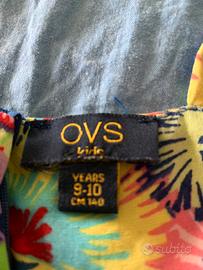 OVS
kids
YEARS
9-10
CM 140
subito